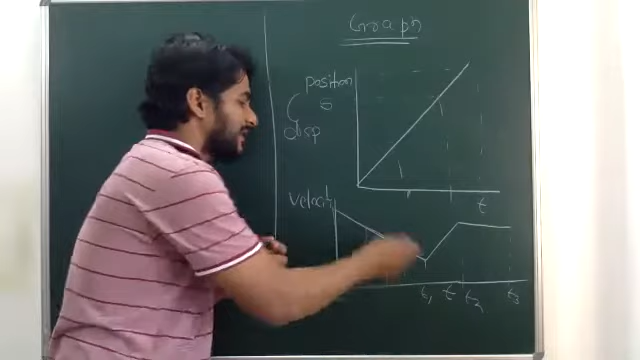 Graph
position
disp
t
velocity
t₁ t t₂ t₃